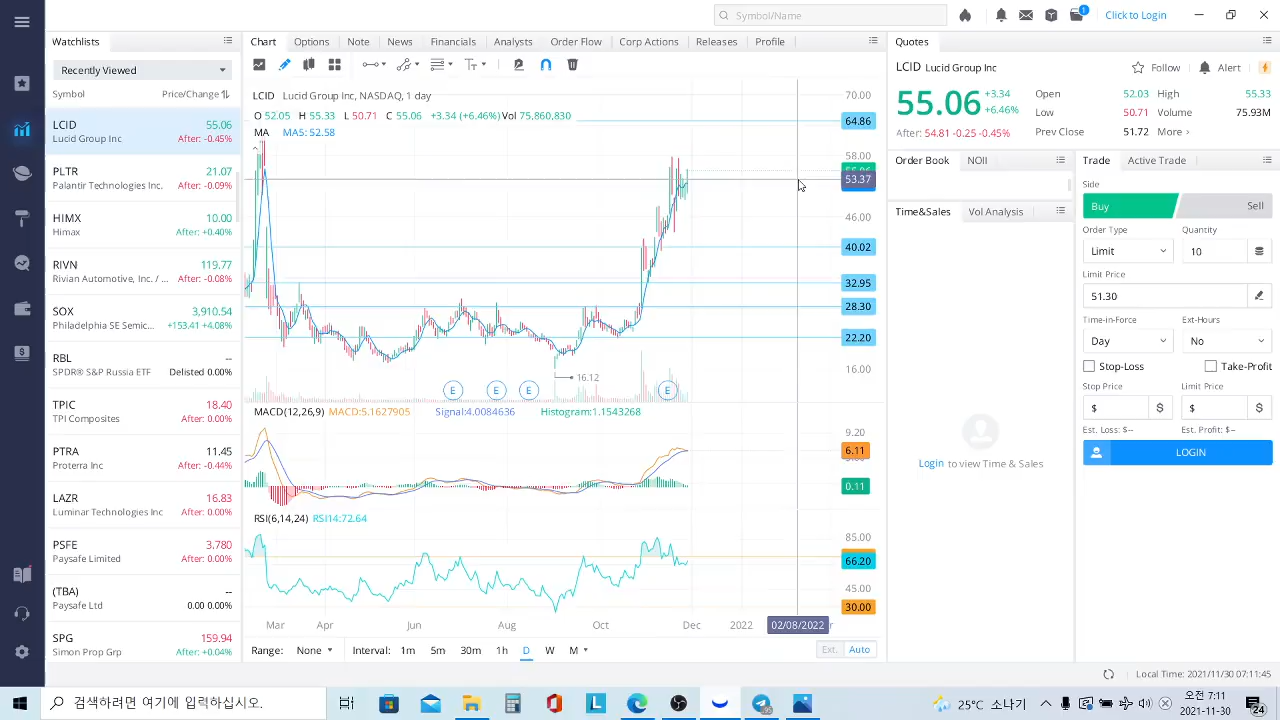 Symbol/Name
1
Click to Login
Watchlists
Recently Viewed
Symbol Price/Change
LCID 55.06
Lucid Group Inc After: -0.45%
PLTR 21.07
Palantir Technologies Inc. After: -0.09%
HIMX 10.00
Himax After: +0.40%
RIVN 119.77
Rivian Automotive, Inc. / ... After: -0.08%
SOX 3,910.54
Philadelphia SE Semic... +153.41 +4.08%
RBL --
SPDR® S&P Russia ETF Delisted 0.00%
TPIC 18.40
TPI Composites After: 0.00%
PTRA 11.45
Proterra Inc After: -0.44%
LAZR 16.83
Luminar Technologies Inc After: 0.00%
PSFE 3.780
Paysafe Limited After: 0.00%
(TBA) --
Paysafe Ltd 0.00 0.00%
SPG 159.94
Simon Prop Grp After: +0.04%
Chart Options Note News Financials Analysts Order Flow Corp Actions Releases Profile
LCID Lucid Group Inc, NASDAQ, 1 day
O 52.05 H 55.33 L 50.71 C 55.06 +3.34 (+6.46%) Vol 75,860,830
MA MA5: 52.58
70.00
64.86
58.00
53.37
46.00
40.02
32.95
28.30
22.20
16.00
16.12
E E E E
MACD(12,26,9) MACD:5.1627905 Signal:4.0084636 Histogram:1.1543268
9.20
6.11
0.11
RSI(6,14,24) RSI14:72.64
85.00
66.20
45.00
30.00
Mar Apr Jun Aug Oct Dec 2022 02/08/2022
Range: None Interval: 1m 5m 30m 1h D W M Ext. Auto
Quotes
LCID Lucid Group Inc Follow Alert
55.06 +3.34 +6.46%
After: 54.81 -0.25 -0.45%
Open 52.03 High 55.33
Low 50.71 Volume 75.93M
Prev Close 51.72 More
Order Book NOII
Time&Sales Vol Analysis
Login to view Time & Sales
Trade Active Trade
Side
Buy Sell
Order Type Quantity
Limit 10
Limit Price
51.30
Time-in-Force Ext-Hours
Day No
Stop-Loss Take-Profit
Stop Price Limit Price
$ $ $ $
Est. Loss: $-- Est. Profit: $--
LOGIN
Local Time: 2021/11/30 07:11:45
검색하려면 여기에 입력하십시오.
25°C 소나기
오전 7:11
2021-11-30
24